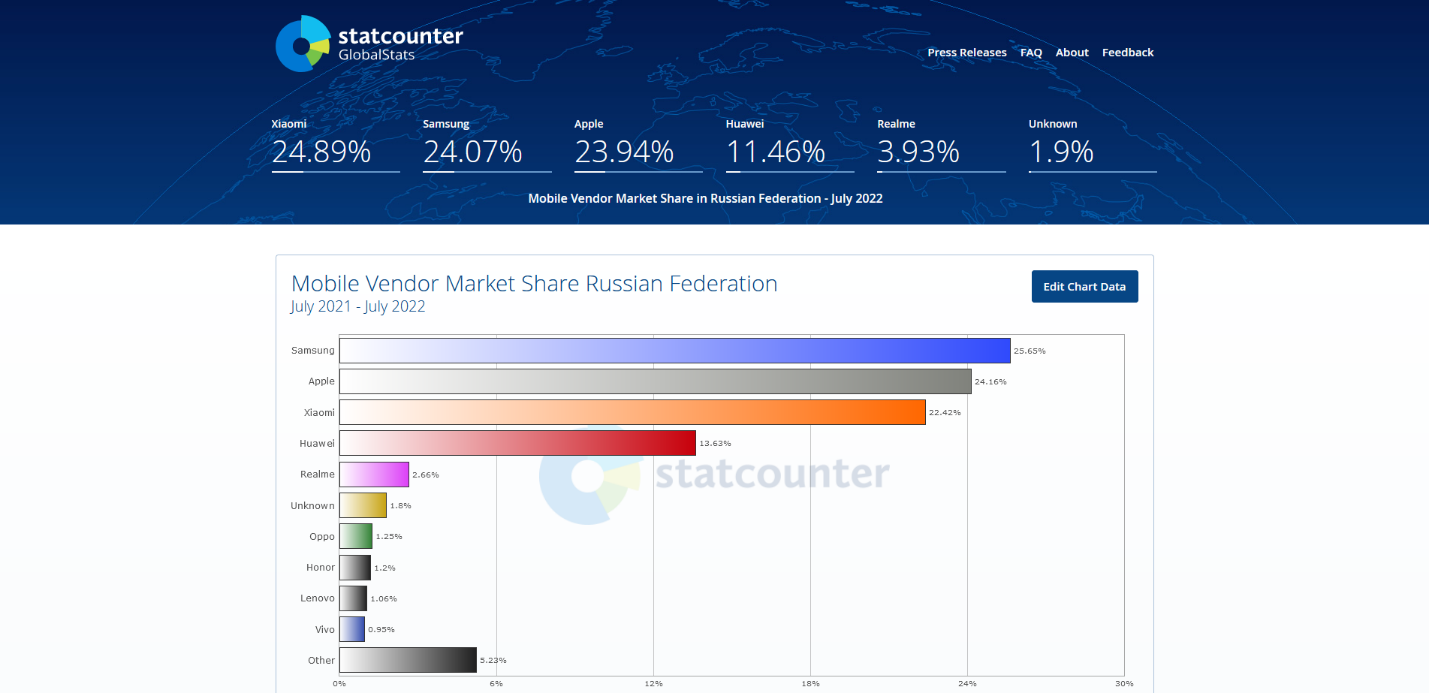 statcounter
GlobalStats
Press Releases FAQ About Feedback
Xiaomi Samsung Apple Huawei Realme Unknown
24.89% 24.07% 23.94% 11.46% 3.93% 1.9%
Mobile Vendor Market Share in Russian Federation - July 2022
Mobile Vendor Market Share Russian Federation
July 2021 - July 2022
Edit Chart Data
Samsung 25.65%
Apple 24.16%
Xiaomi 22.42%
Huawei 13.63%
statcounter
Realme 2.66%
Unknown 1.8%
Oppo 1.25%
Honor 1.2%
Lenovo 1.06%
Vivo 0.95%
Other 5.23%
0% 6% 12% 18% 24% 30%